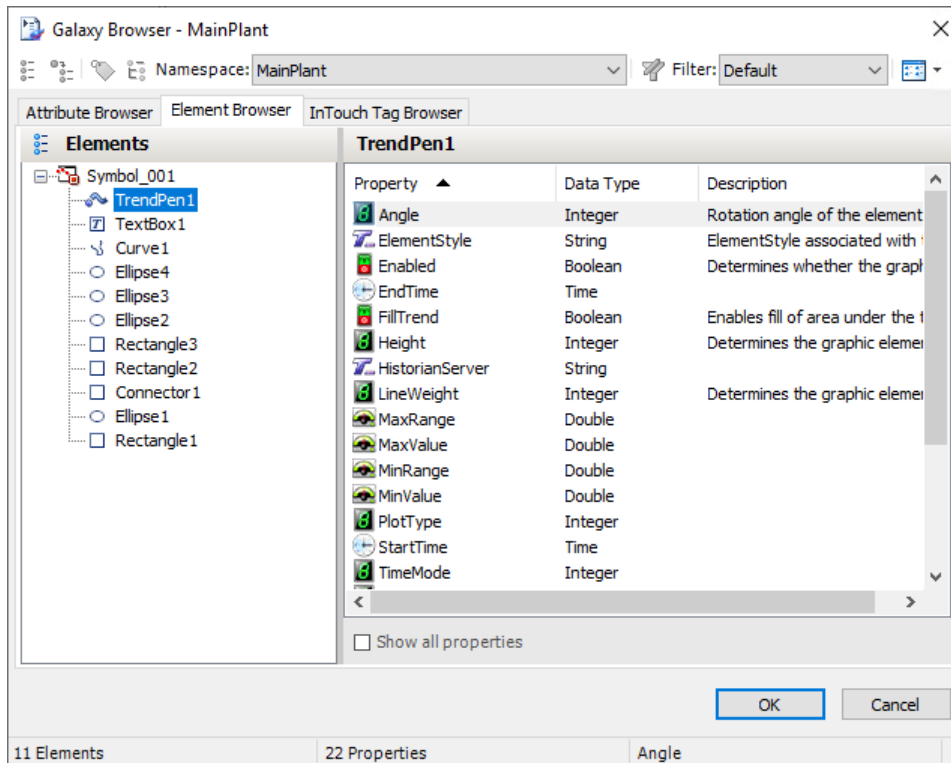 Galaxy Browser - MainPlant
Namespace: MainPlant Filter: Default
Attribute Browser Element Browser InTouch Tag Browser
Elements
Symbol_001
TrendPen1
TextBox1
Curve1
Ellipse4
Ellipse3
Ellipse2
Rectangle3
Rectangle2
Connector1
Ellipse1
Rectangle1
TrendPen1
Property Data Type Description
Angle Integer Rotation angle of the element
ElementStyle String ElementStyle associated with
Enabled Boolean Determines whether the graph
EndTime Time
FillTrend Boolean Enables fill of area under the t
Height Integer Determines the graphic elemen
HistorianServer String
LineWeight Integer Determines the graphic elemen
MaxRange Double
MaxValue Double
MinRange Double
MinValue Double
PlotType Integer
StartTime Time
TimeMode Integer
Show all properties
OK Cancel
11 Elements 22 Properties Angle